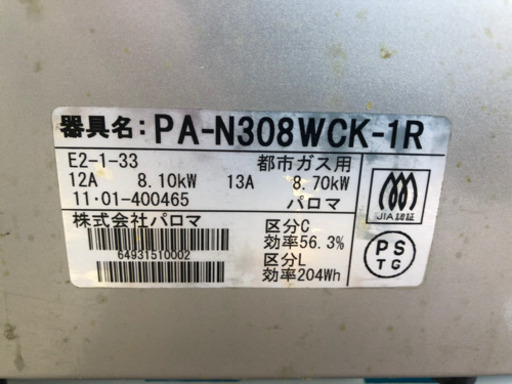 器具名：PA-N308WCK-1R
E2-1-33 都市ガス用
12A 8.10kW 13A 8.70kW
11・01-400465 パロマ
株式会社パロマ
区分C
効率56.3%
区分L
効率204Wh
64931510002
JIA認証
PS
TG